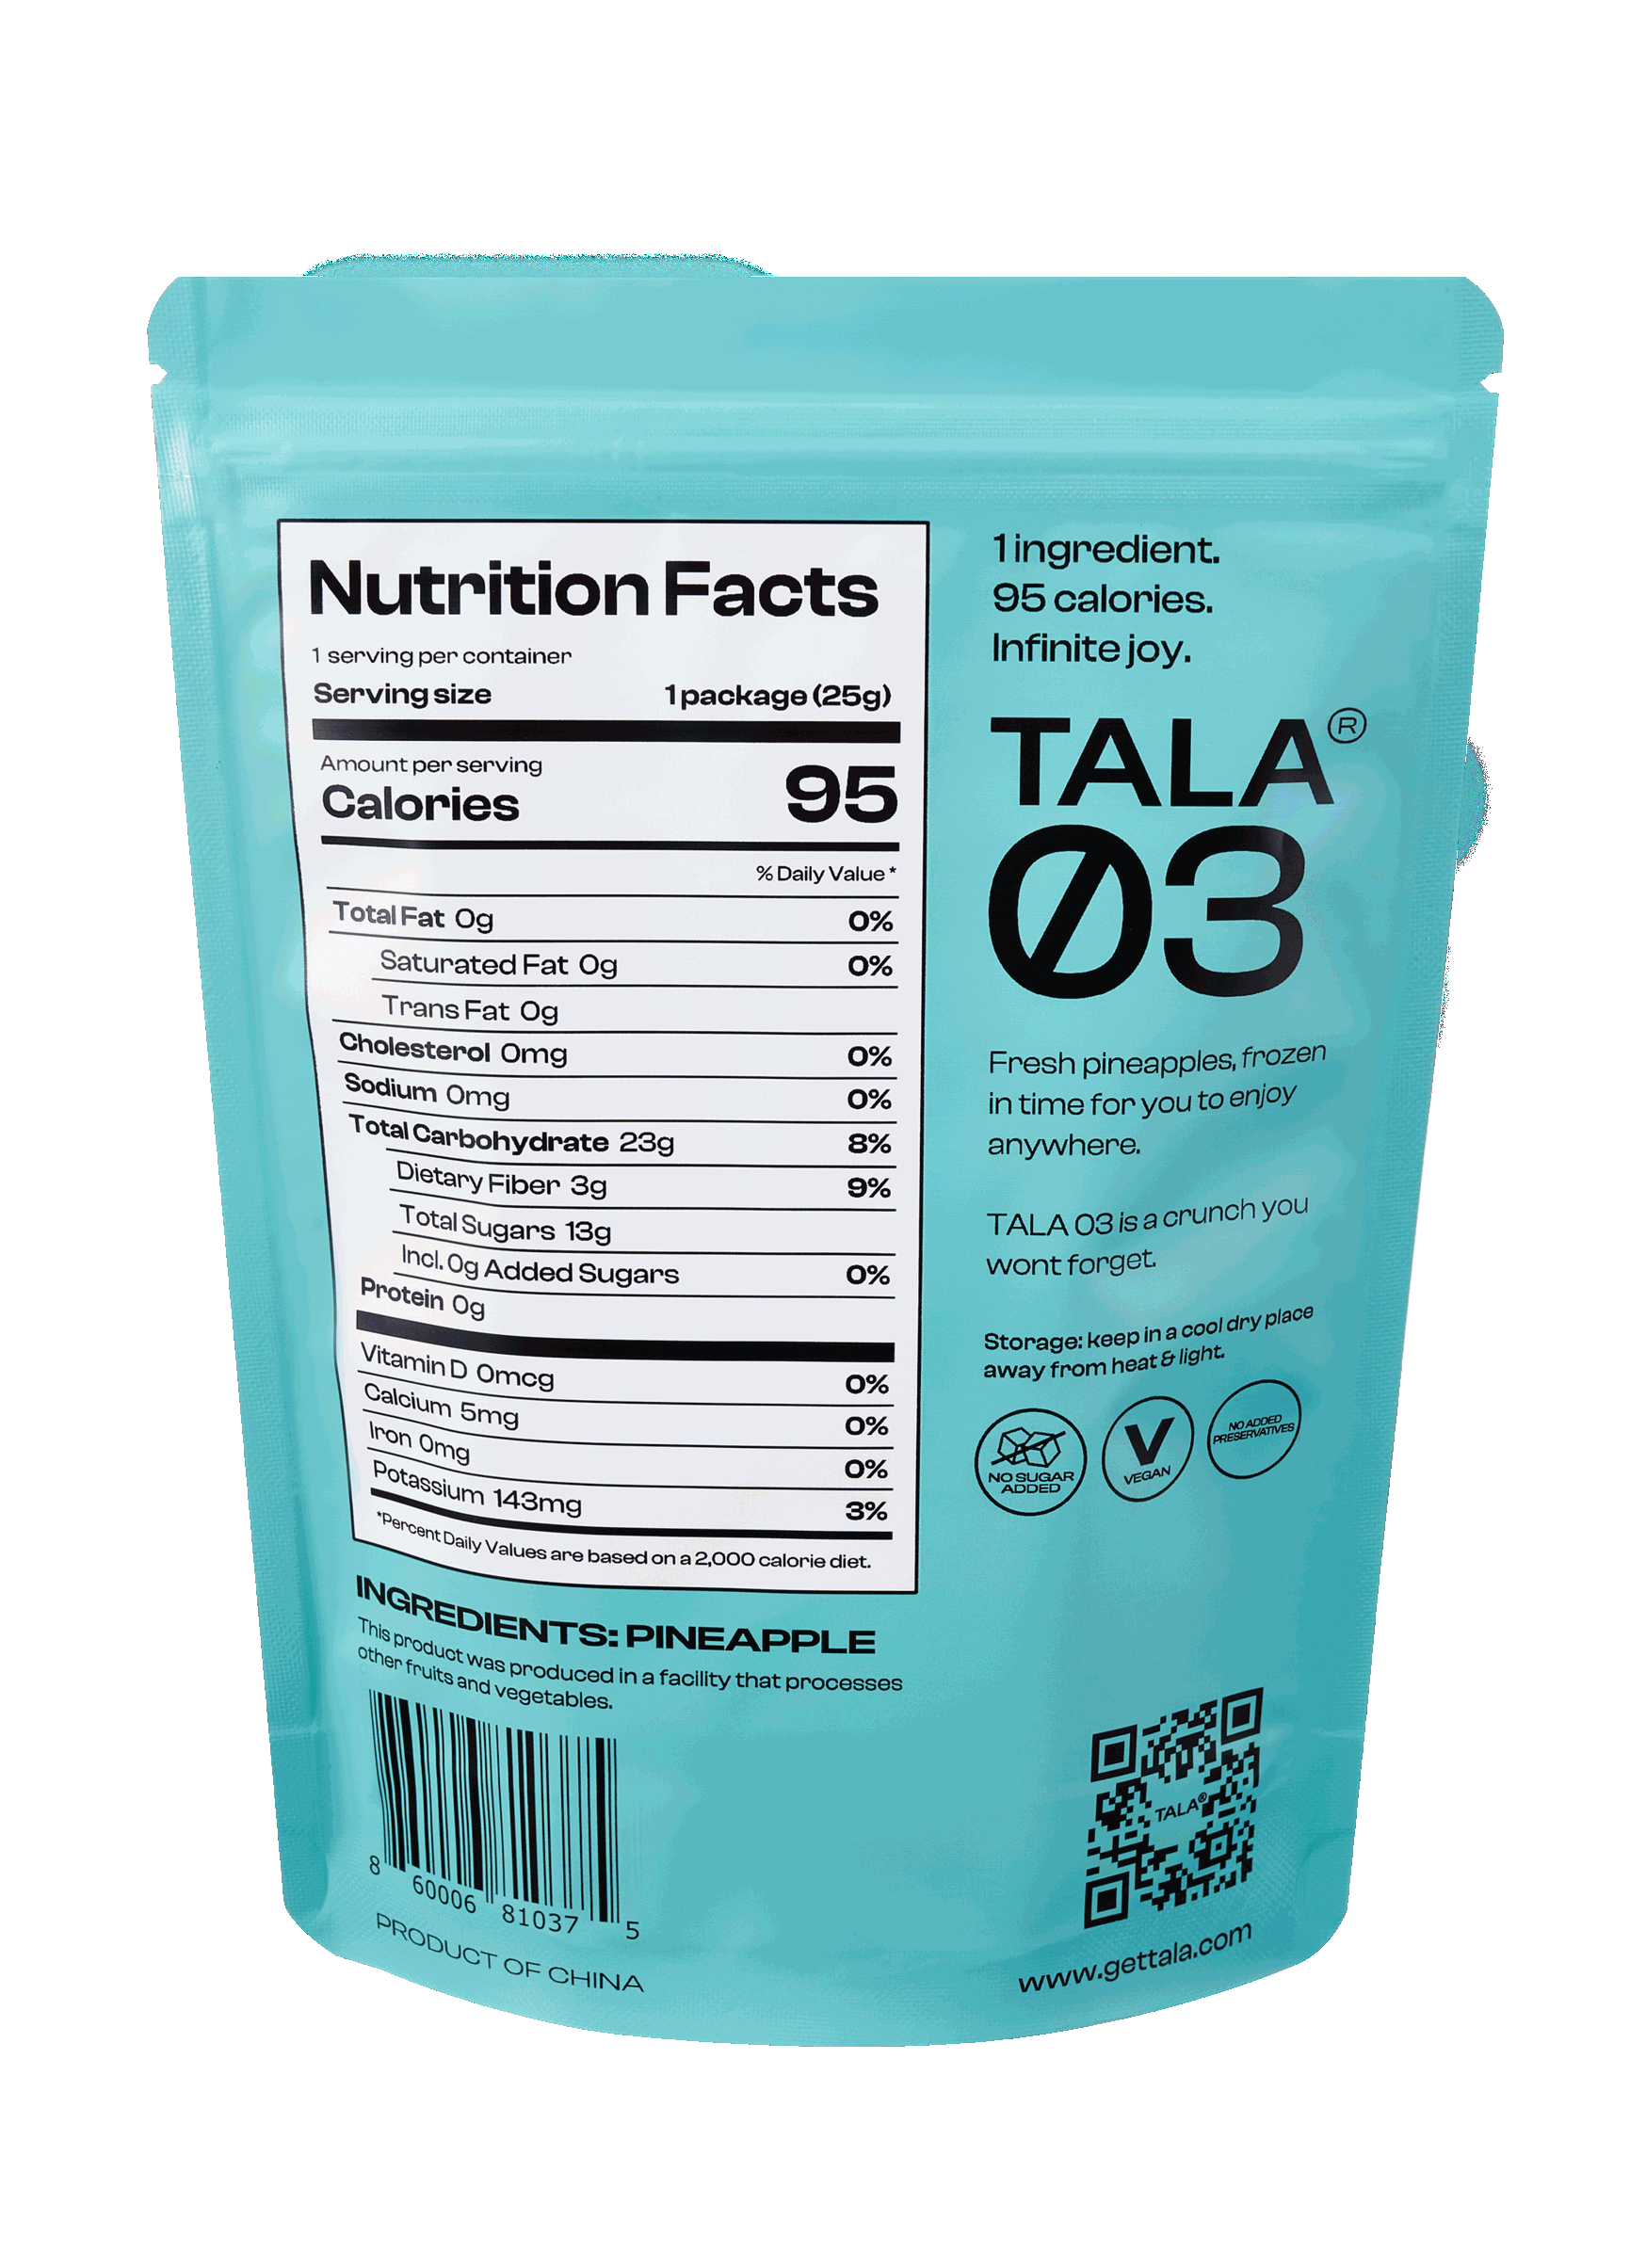 Nutrition Facts
1 serving per container
Serving size 1 package (25g)
Amount per serving
Calories 95
% Daily Value *
Total Fat 0g 0%
Saturated Fat 0g 0%
Trans Fat 0g
Cholesterol 0mg 0%
Sodium 0mg 0%
Total Carbohydrate 23g 8%
Dietary Fiber 3g 9%
Total Sugars 13g
Incl. 0g Added Sugars 0%
Protein 0g
Vitamin D 0mcg 0%
Calcium 5mg 0%
Iron 0mg 0%
Potassium 143mg 3%
*Percent Daily Values are based on a 2,000 calorie diet.
INGREDIENTS: PINEAPPLE
This product was produced in a facility that processes
other fruits and vegetables.
8 60006 81037 5
PRODUCT OF CHINA
1 ingredient.
95 calories.
Infinite joy.
TALA®
Ø3
Fresh pineapples, frozen
in time for you to enjoy
anywhere.
TALA 03 is a crunch you
wont forget.
Storage: keep in a cool dry place
away from heat & light.
NO SUGAR
ADDED
V
VEGAN
NO ADDED
PRESERVATIVES
TALA®
www.gettala.com